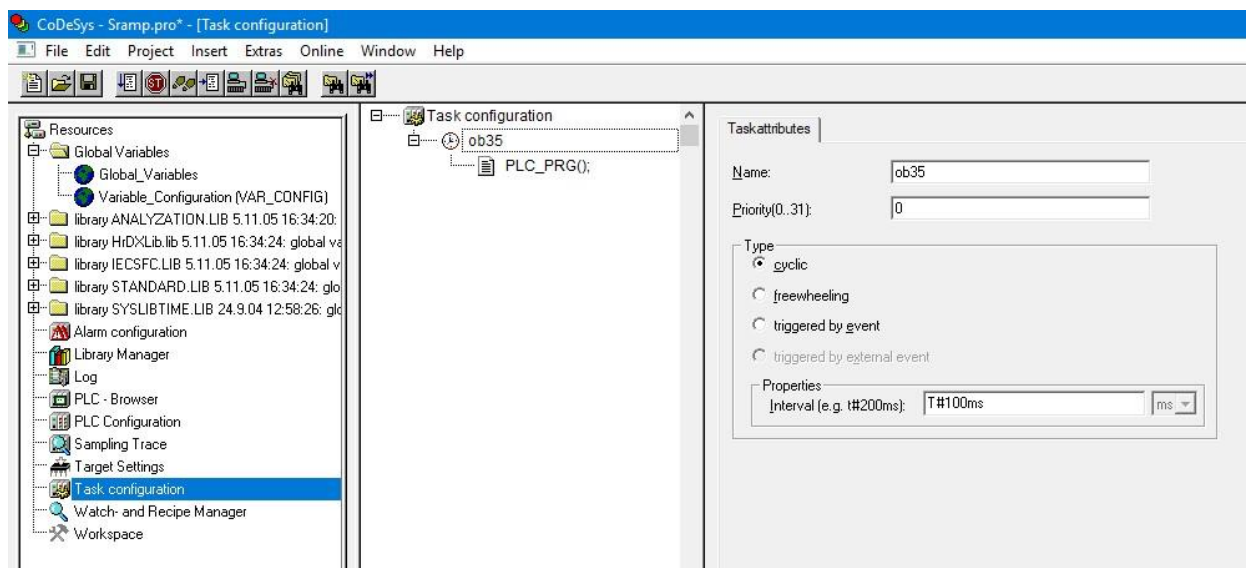 CoDeSys - Sramp.pro* - [Task configuration]
File Edit Project Insert Extras Online Window Help
Resources
Global Variables
Global_Variables
Variable_Configuration (VAR_CONFIG)
library ANALYZATION.LIB 5.11.05 16:34:20:
library HrDXLib.lib 5.11.05 16:34:24: global va
library IECSFC.LIB 5.11.05 16:34:24: global v
library STANDARD.LIB 5.11.05 16:34:24: glo
library SYSLIBTIME.LIB 24.9.04 12:58:26: glo
Alarm configuration
Library Manager
Log
PLC - Browser
PLC Configuration
Sampling Trace
Target Settings
Task configuration
Watch- and Recipe Manager
Workspace
Task configuration
ob35
PLC_PRG();
Taskattributes
Name: ob35
Priority(0..31): 0
Type
cyclic
freewheeling
triggered by event
triggered by external event
Properties
Interval (e.g. t#200ms): T#100ms ms